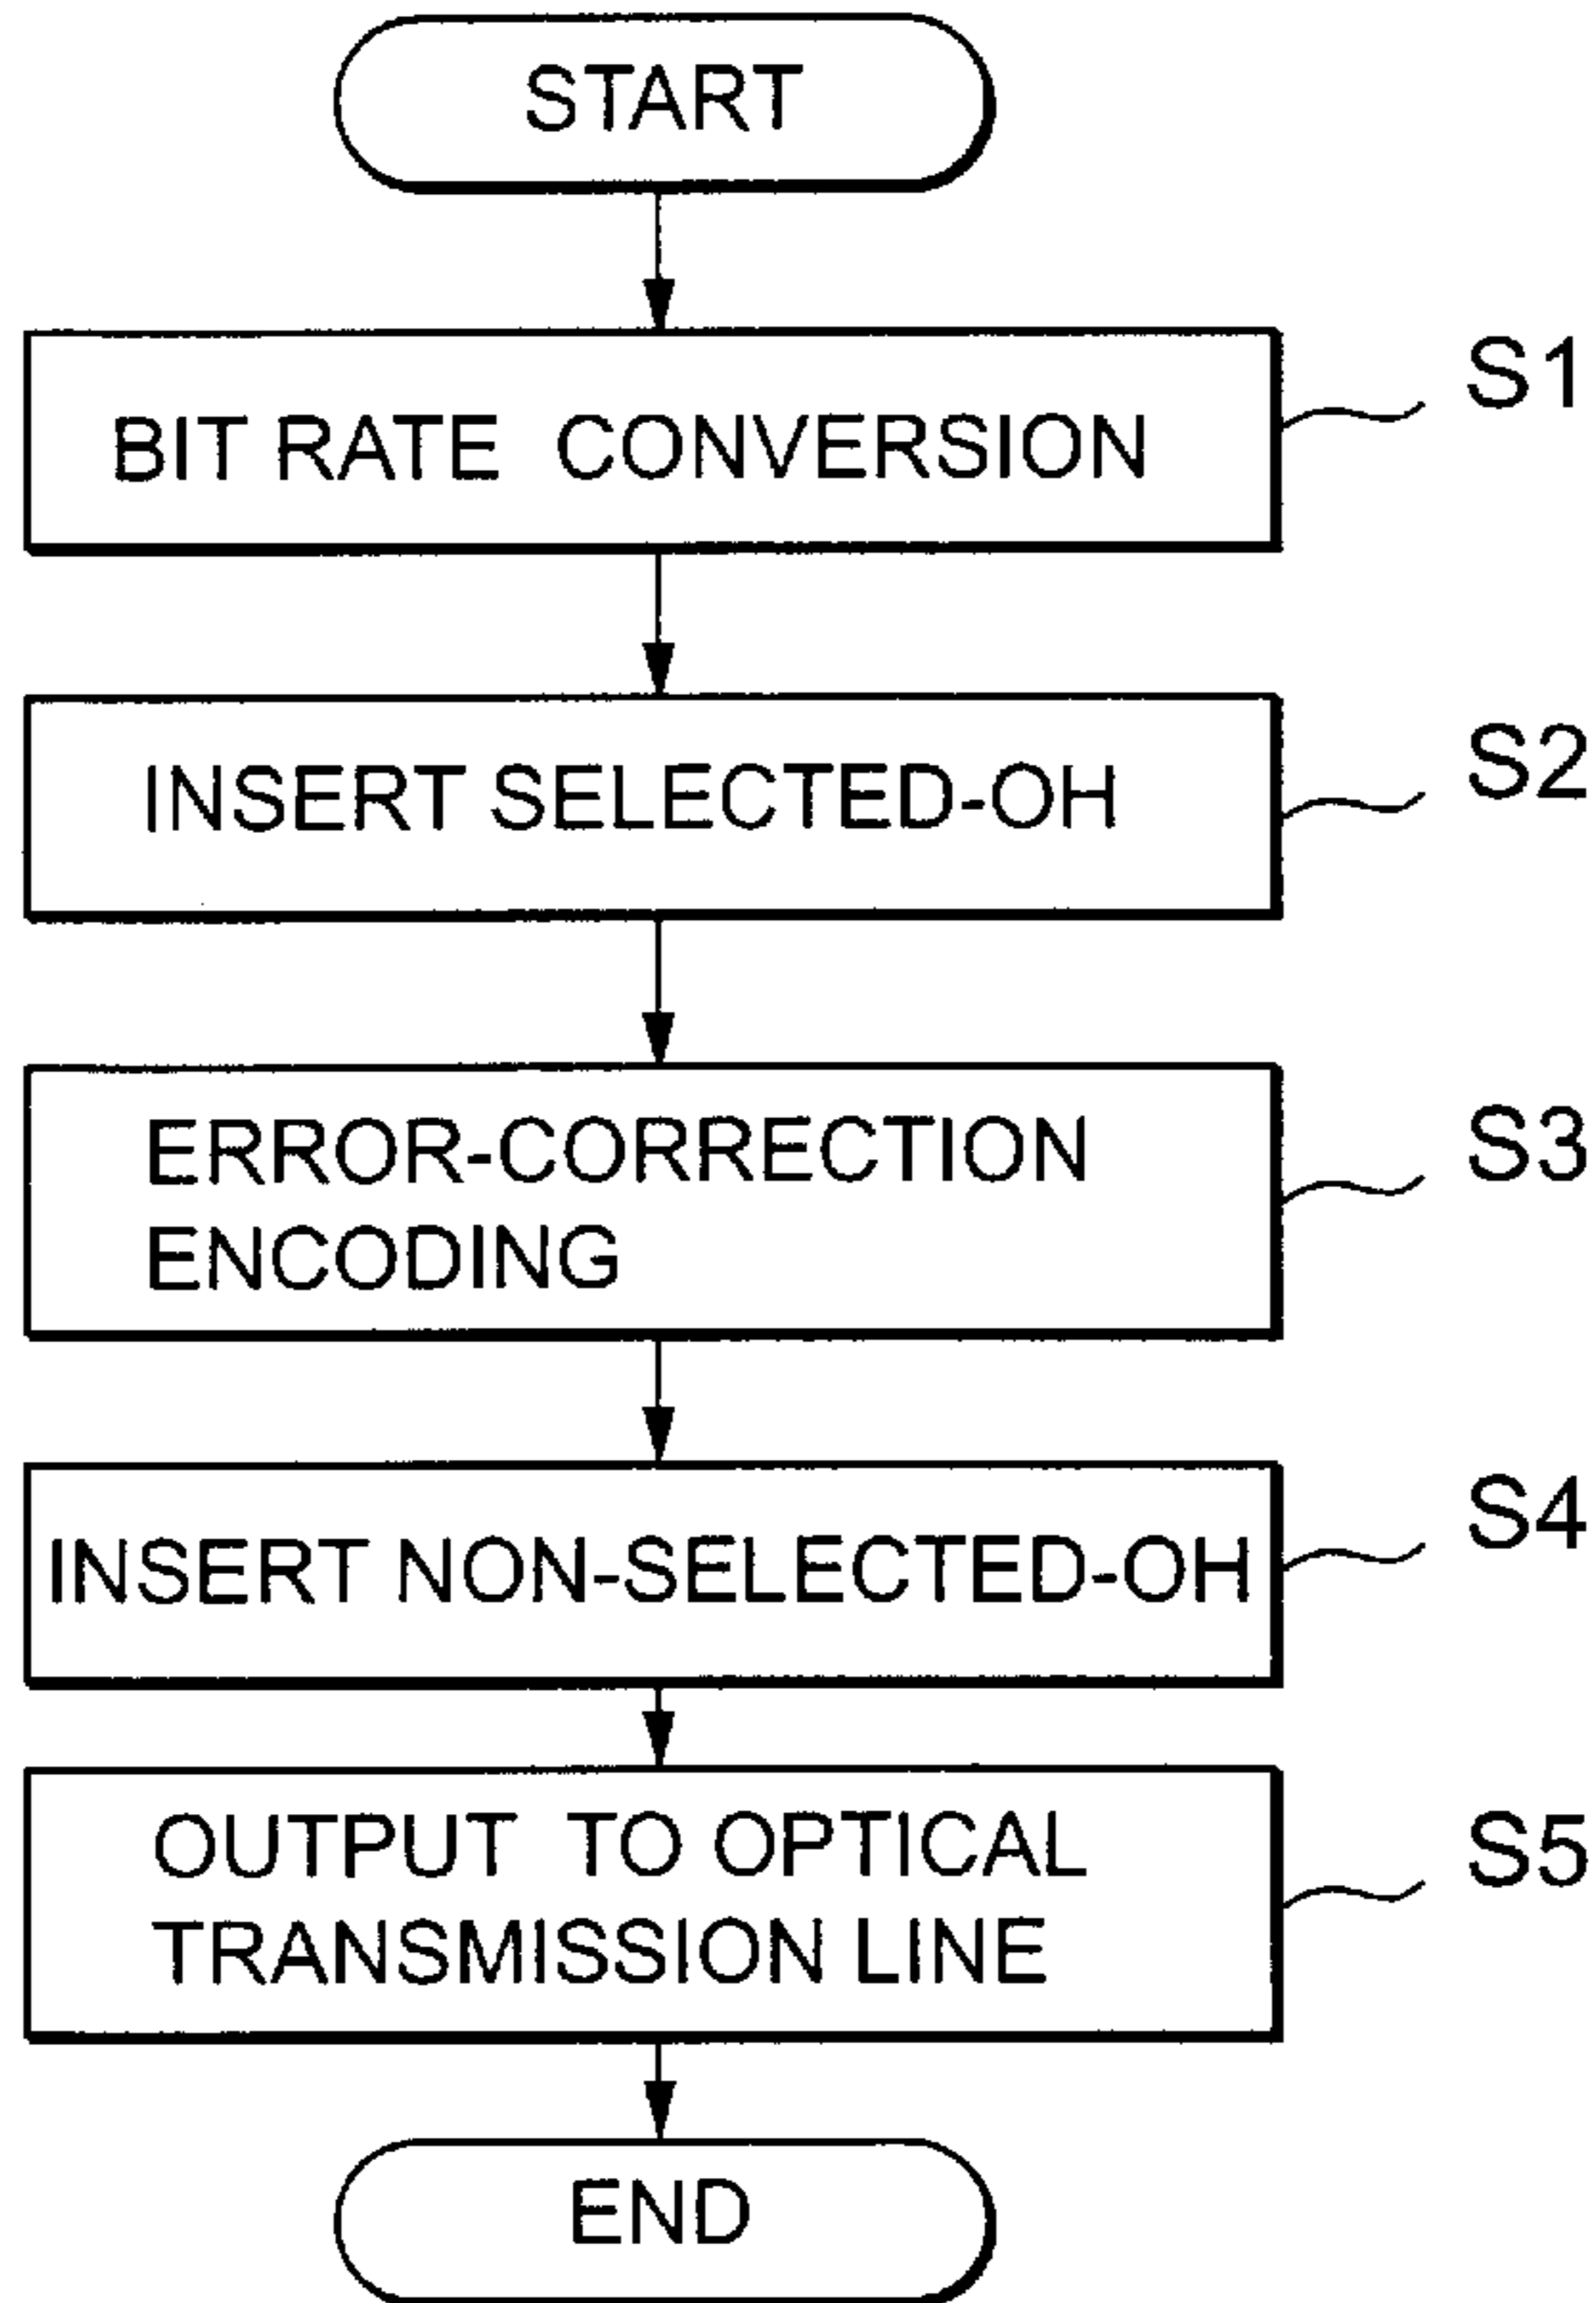 START
S1
BIT RATE CONVERSION
S2
INSERT SELECTED-OH
S3
ERROR-CORRECTION
ENCODING
S4
INSERT NON-SELECTED-OH
S5
OUTPUT TO OPTICAL
TRANSMISSION LINE
END